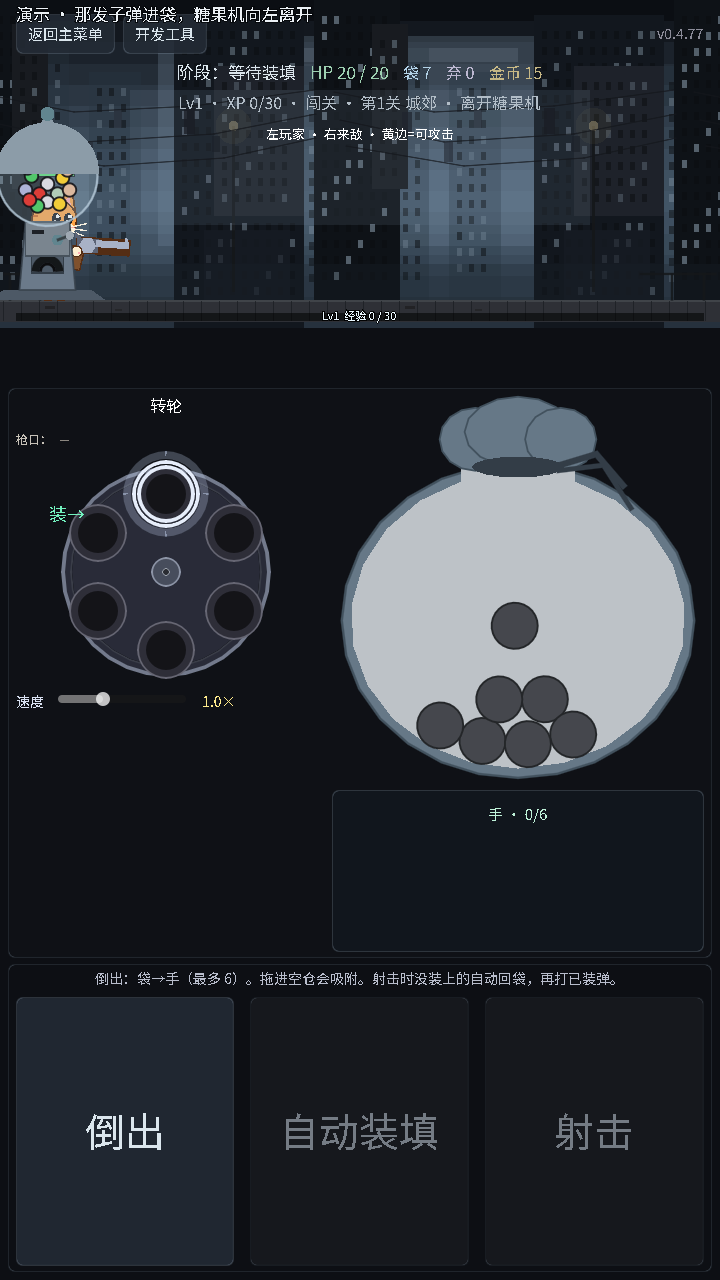 演示 · 那发子弹进袋，糖果机向左离开
返回主菜单
开发工具
v0.4.77
阶段：等待装填 HP 20 / 20 袋 7 弃 0 金币 15
Lv1 · XP 0/30 · 闯关 · 第1关 城郊 · 离开糖果机
左玩家 · 右来敌 · 黄边=可攻击
Lv1 经验 0 / 30
转轮
枪口： —
装→
速度
1.0×
手 · 0/6
倒出：袋→手（最多 6）。拖进空仓会吸附。射击时没装上的自动回袋，再打已装弹。
倒出
自动装填
射击